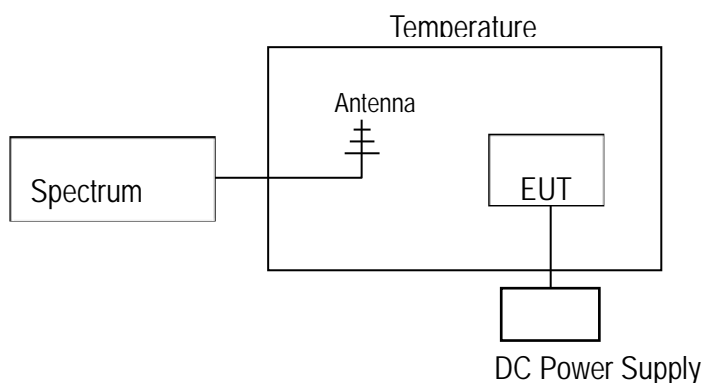 Temperature
Antenna
Spectrum
EUT
DC Power Supply